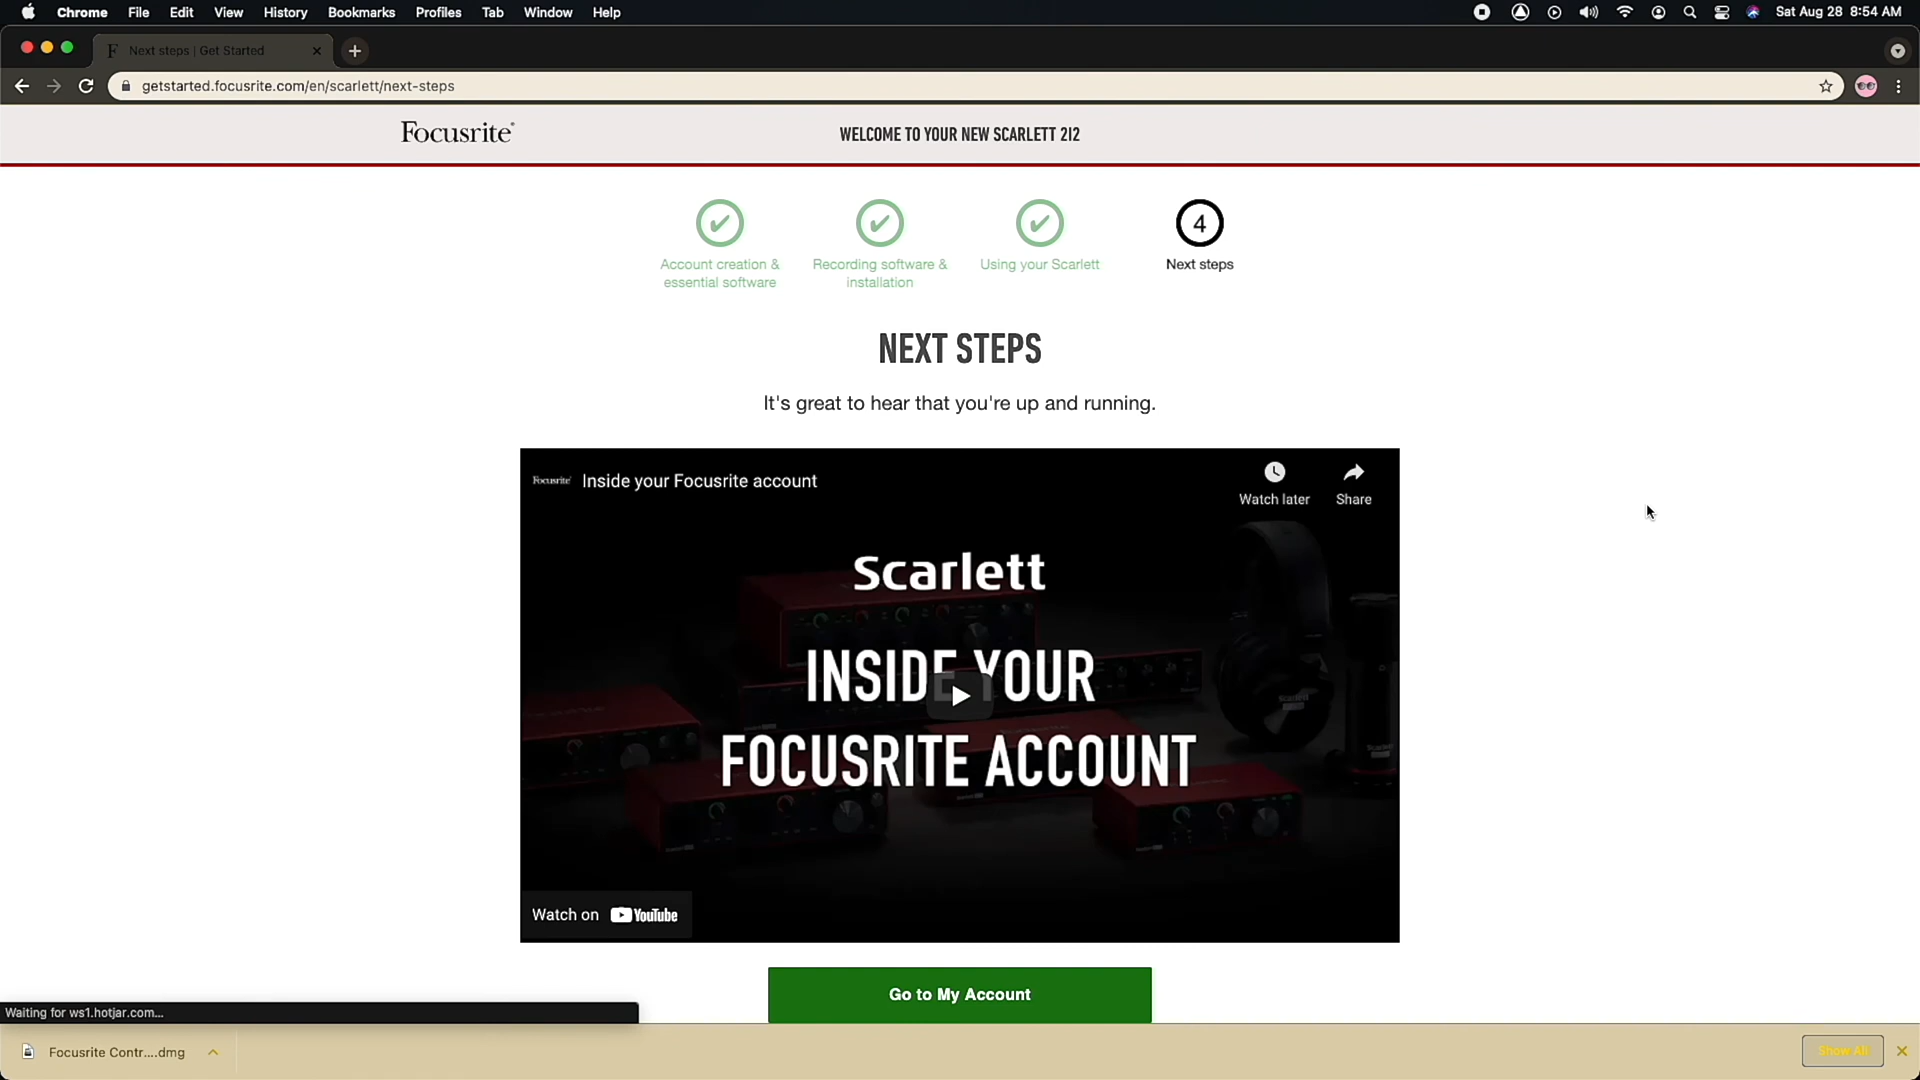 Chrome File Edit View History Bookmarks Profiles Tab Window Help Sat Aug 28 8:54 AM
Next steps | Get Started
getstarted.focusrite.com/en/scarlett/next-steps
Focusrite®
WELCOME TO YOUR NEW SCARLETT 2I2
4
Account creation &
essential software
Recording software &
installation
Using your Scarlett
Next steps
NEXT STEPS
It's great to hear that you're up and running.
Focusrite Inside your Focusrite account
Watch later
Share
Scarlett
INSIDE YOUR
FOCUSRITE ACCOUNT
Watch on YouTube
Go to My Account
Waiting for ws1.hotjar.com...
Focusrite Contr....dmg
Show All